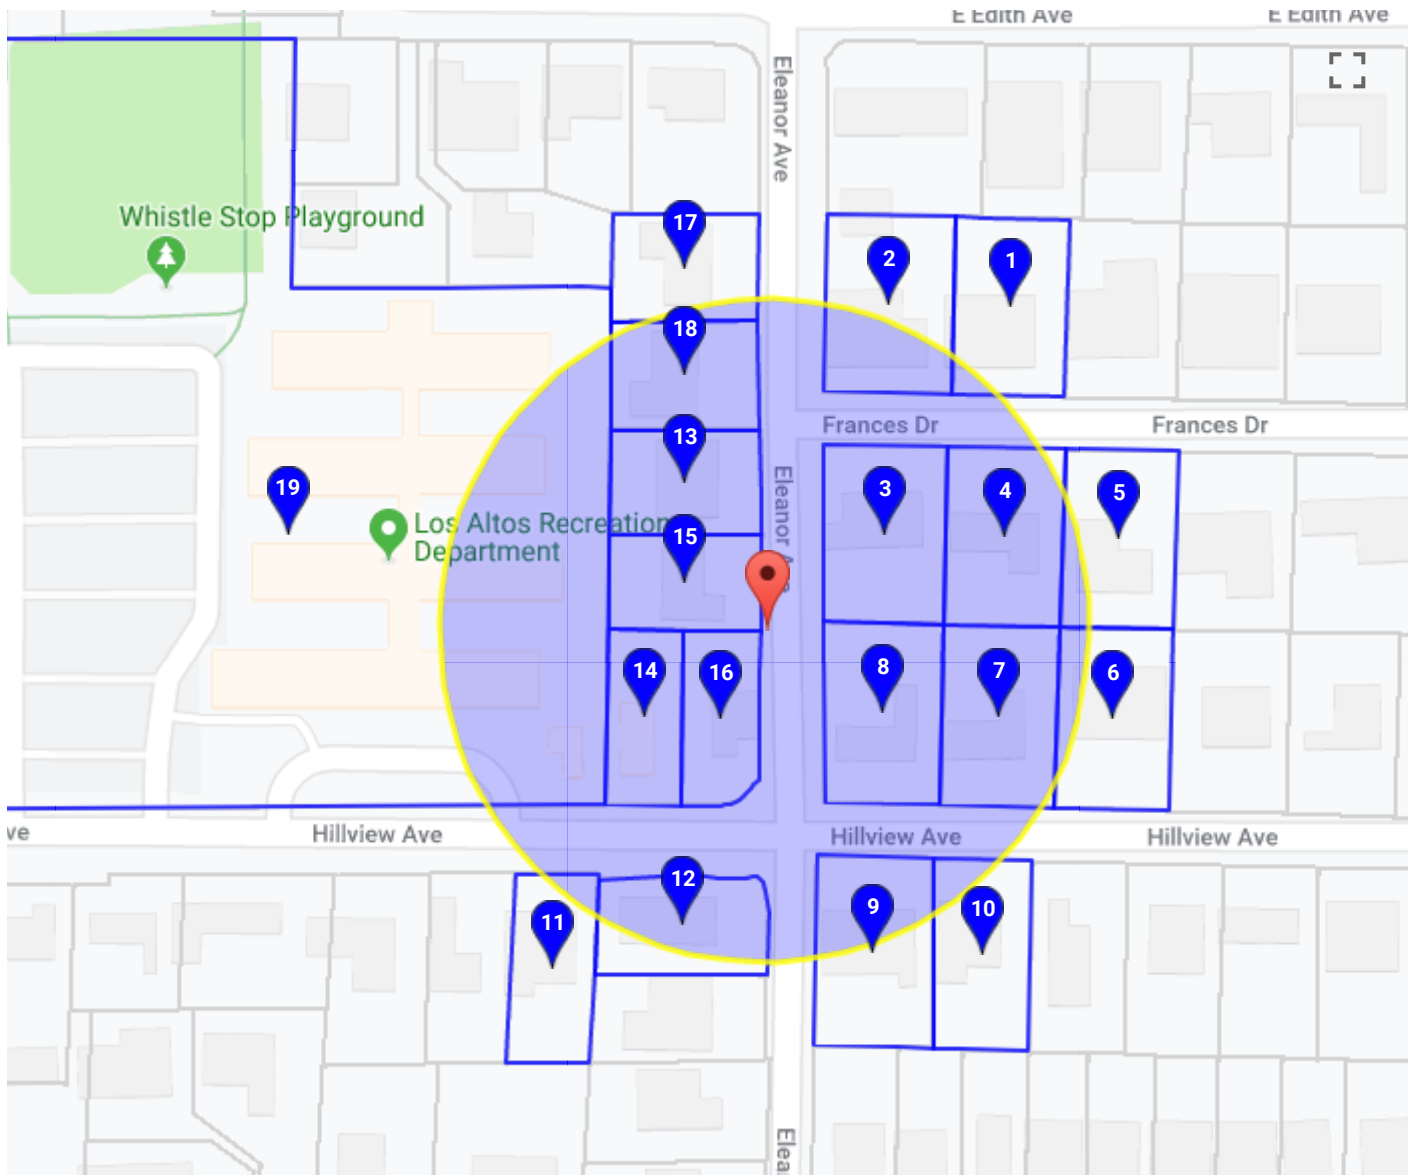 E Edith Ave
E Edith Ave
Eleanor Ave
Whistle Stop Playground
17
2
1
18
Frances Dr
Frances Dr
13
19
3
4
5
Los Altos Recreation
Department
15
Eleanor Ave
14
16
8
7
6
ve
Hillview Ave
Hillview Ave
Hillview Ave
12
11
9
10
Elea